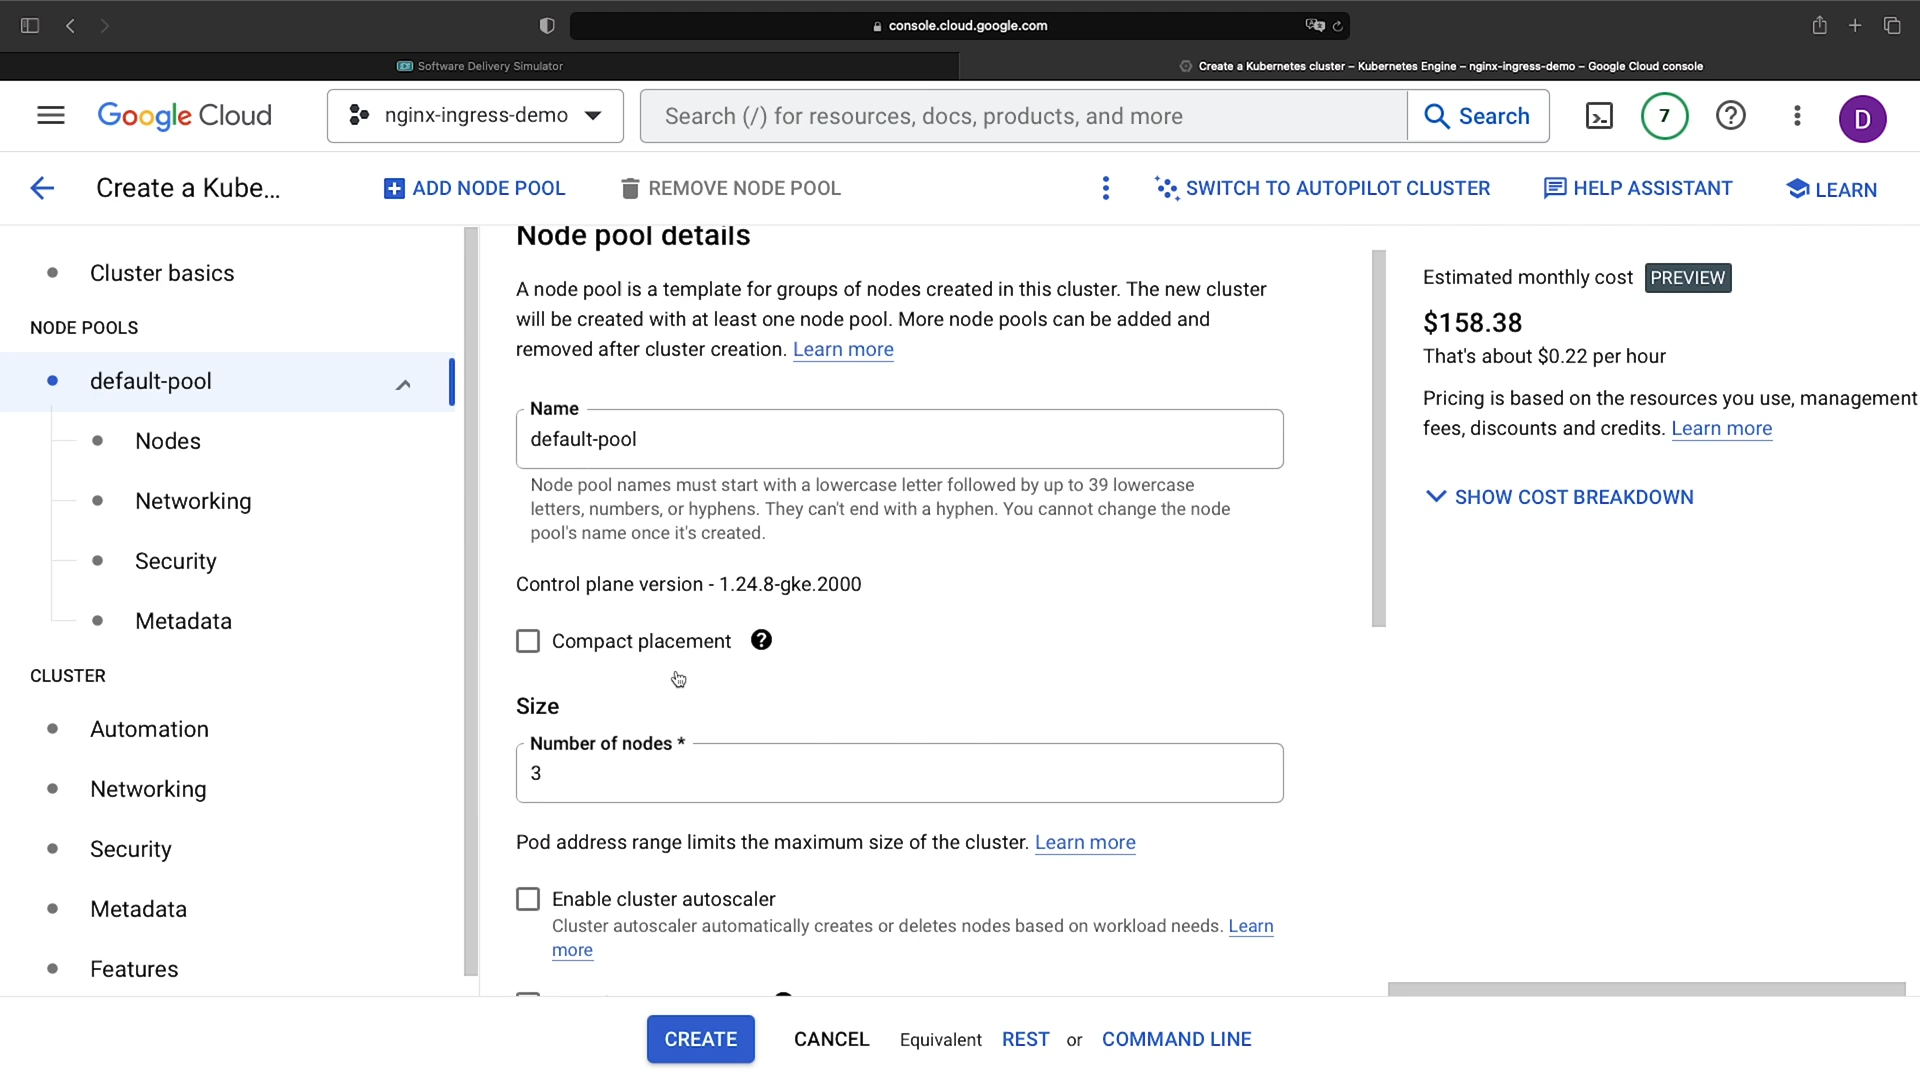 console.cloud.google.com
Software Delivery Simulator
Create a Kubernetes cluster – Kubernetes Engine – nginx-ingress-demo – Google Cloud console
Google Cloud
nginx-ingress-demo
Search (/) for resources, docs, products, and more
Search
7
D
Create a Kube...
ADD NODE POOL
REMOVE NODE POOL
SWITCH TO AUTOPILOT CLUSTER
HELP ASSISTANT
LEARN
Cluster basics
NODE POOLS
default-pool
Nodes
Networking
Security
Metadata
CLUSTER
Automation
Networking
Security
Metadata
Features
Node pool details
A node pool is a template for groups of nodes created in this cluster. The new cluster
will be created with at least one node pool. More node pools can be added and
removed after cluster creation. Learn more
Name
default-pool
Node pool names must start with a lowercase letter followed by up to 39 lowercase
letters, numbers, or hyphens. They can't end with a hyphen. You cannot change the node
pool's name once it's created.
Control plane version - 1.24.8-gke.2000
Compact placement
Size
Number of nodes *
3
Pod address range limits the maximum size of the cluster. Learn more
Enable cluster autoscaler
Cluster autoscaler automatically creates or deletes nodes based on workload needs. Learn
more
Estimated monthly cost PREVIEW
$158.38
That's about $0.22 per hour
Pricing is based on the resources you use, management
fees, discounts and credits. Learn more
SHOW COST BREAKDOWN
CREATE
CANCEL
Equivalent REST or COMMAND LINE